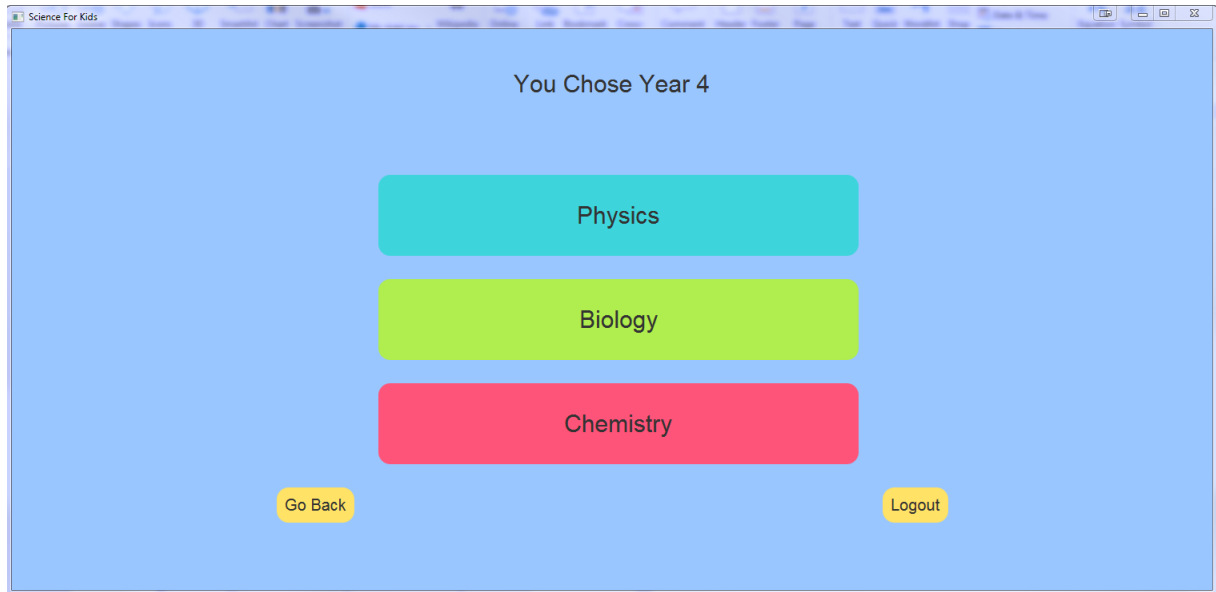 Science For Kids
You Chose Year 4
Physics
Biology
Chemistry
Go Back
Logout